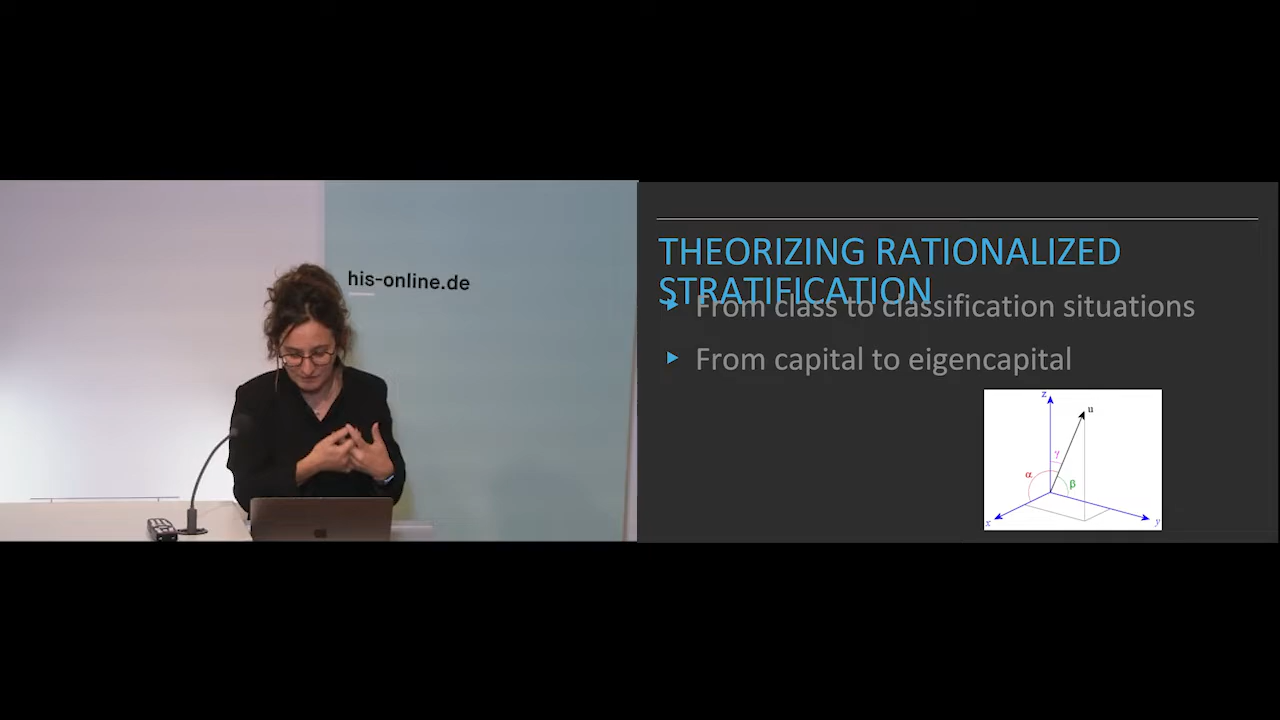 his-online.de
THEORIZING RATIONALIZED
STRATIFICATION
From class to classification situations
From capital to eigencapital
z
u
γ
α
β
x
y